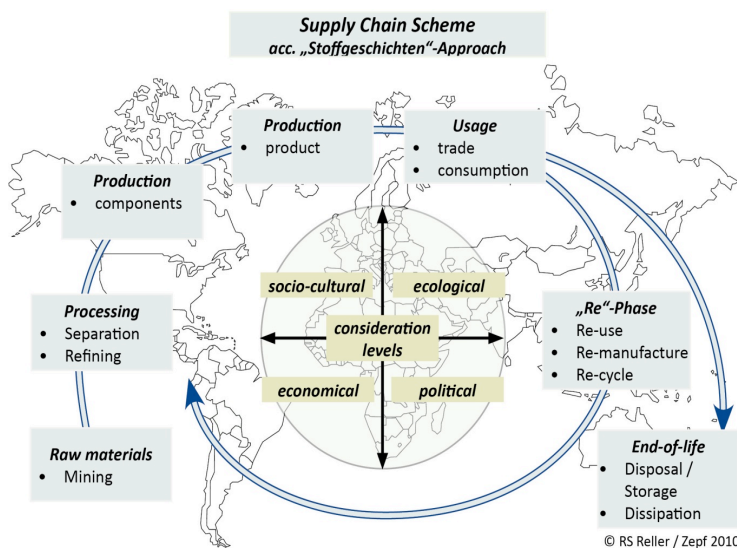 Supply Chain Scheme
acc. „Stoffgeschichten“-Approach
Production
• product
Usage
• trade
• consumption
Production
• components
socio-cultural
ecological
Processing
• Separation
• Refining
consideration
levels
„Re“-Phase
• Re-use
• Re-manufacture
• Re-cycle
economical
political
Raw materials
• Mining
End-of-life
• Disposal /
Storage
• Dissipation
© RS Reller / Zepf 2010